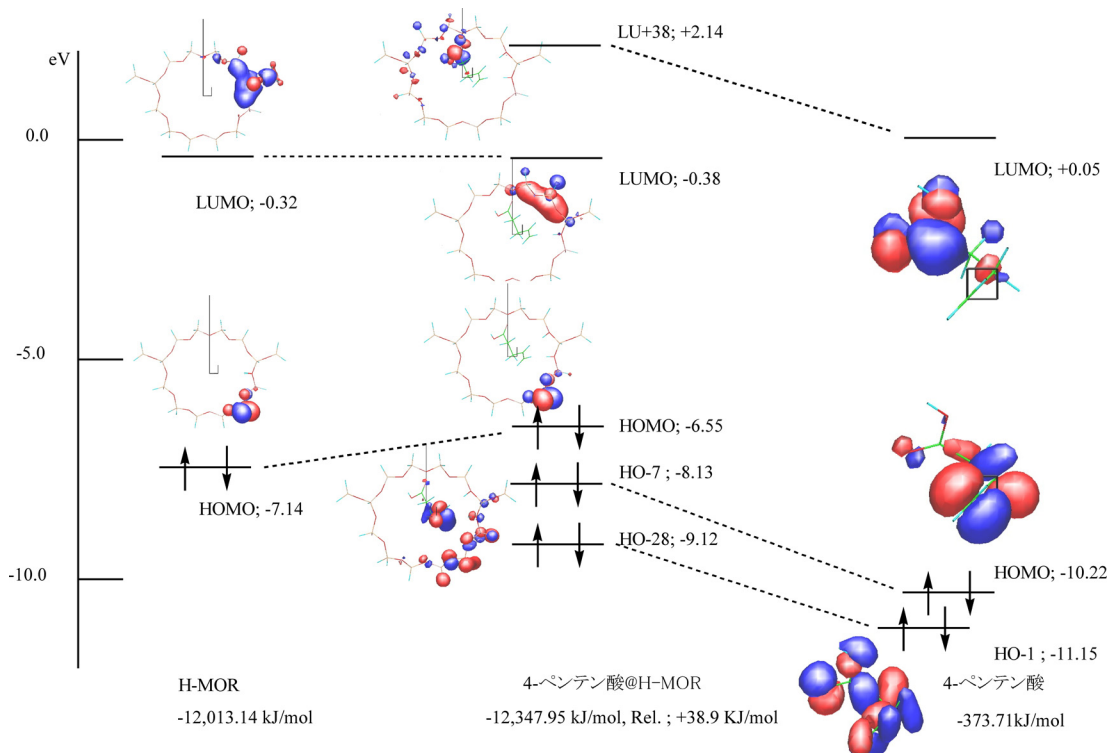 eV
0.0
-5.0
-10.0
LUMO; -0.32
HOMO; -7.14
LU+38; +2.14
LUMO; -0.38
HOMO; -6.55
HO-7 ; -8.13
HO-28; -9.12
LUMO; +0.05
HOMO; -10.22
HO-1 ; -11.15
H-MOR
-12,013.14 kJ/mol
4-ペンテン酸@H-MOR
-12,347.95 kJ/mol, Rel. ; +38.9 KJ/mol
4-ペンテン酸
-373.71kJ/mol